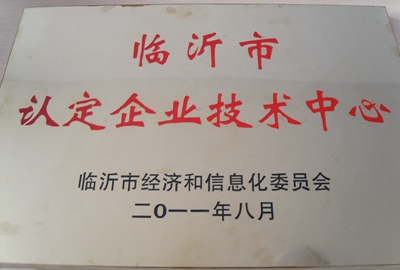 临沂市
认定企业技术中心
临沂市经济和信息化委员会
二0一一年八月